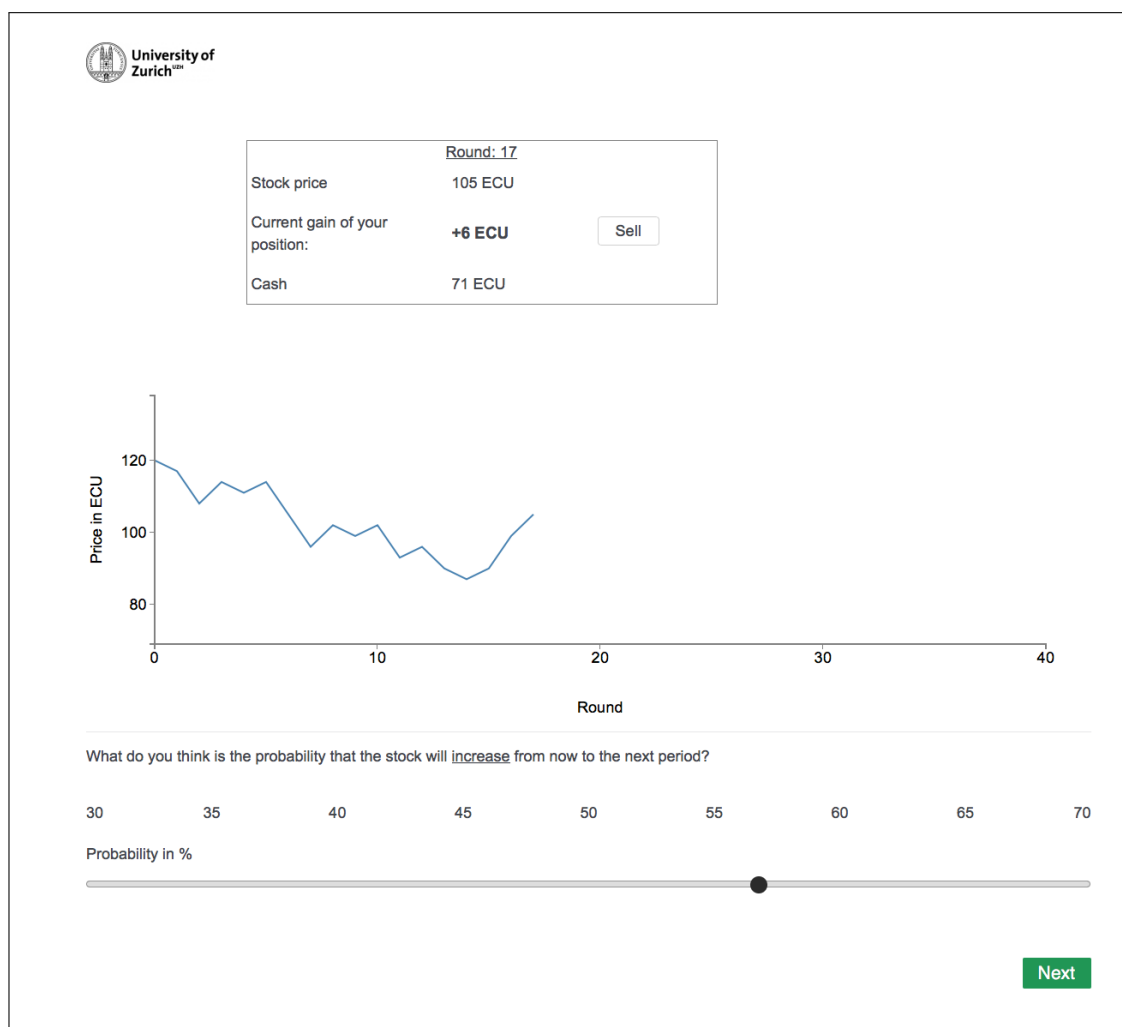 University of
Zurich UZH
Round: 17
Stock price 105 ECU
Current gain of your
position: +6 ECU Sell
Cash 71 ECU
120
100
80
Price in ECU
0 10 20 30 40
Round
What do you think is the probability that the stock will increase from now to the next period?
30 35 40 45 50 55 60 65 70
Probability in %
Next